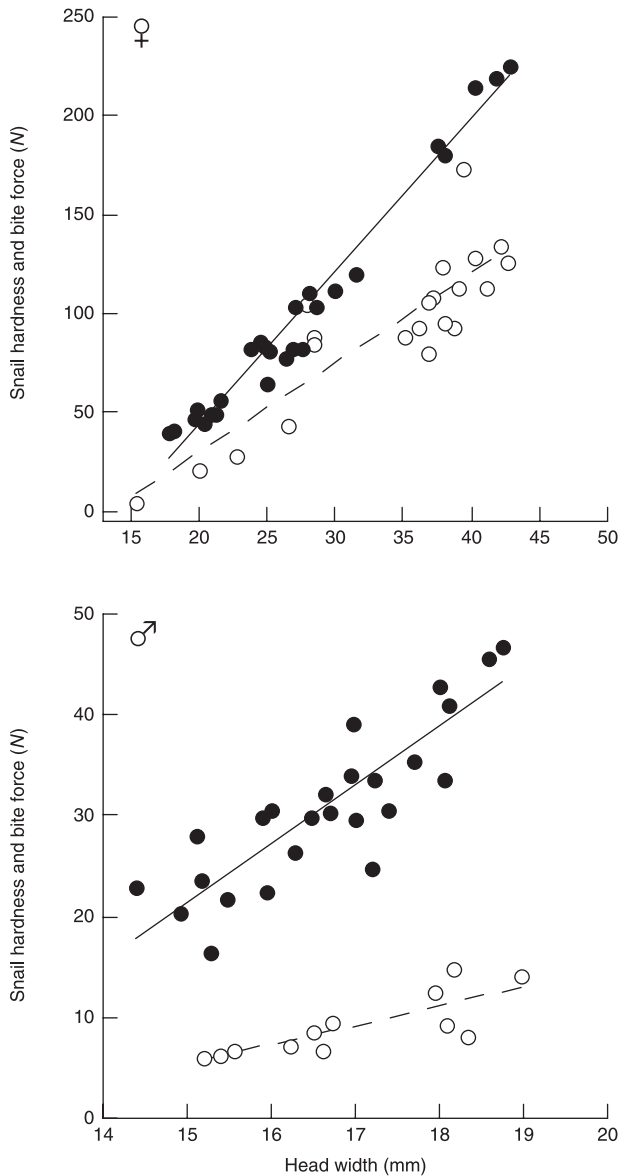 ♀
250
200
150
100
50
0
Snail hardness and bite force (N)
15 20 25 30 35 40 45 50
♂
50
40
30
20
10
0
Snail hardness and bite force (N)
14 15 16 17 18 19 20
Head width (mm)